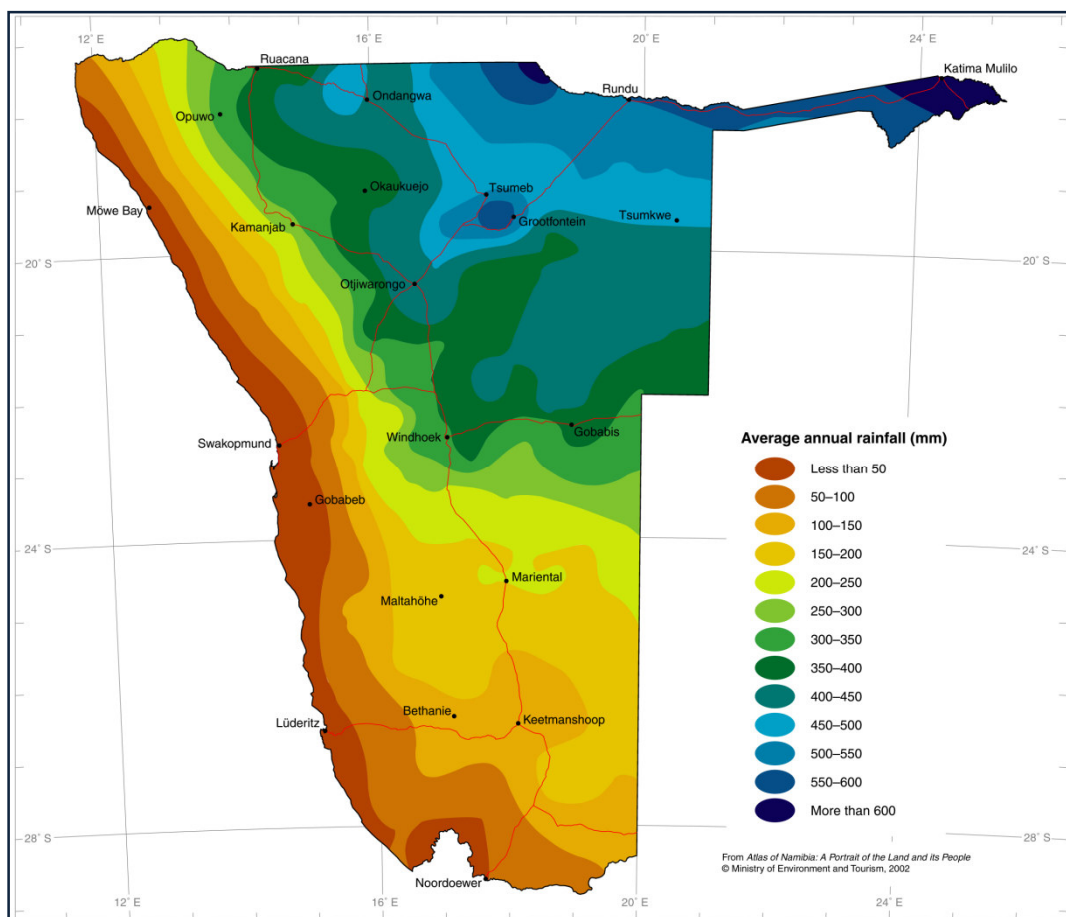 12˚ E
16˚ E
20˚ E
24˚ E
Ruacana
Katima Mulilo
Ondangwa
Rundu
Opuwo
Okaukuejo
Tsumeb
Möwe Bay
Grootfontein
Tsumkwe
Kamanjab
20˚ S
20˚ S
Otjiwarongo
Swakopmund
Windhoek
Gobabis
Average annual rainfall (mm)
Less than 50
Gobabeb
50–100
100–150
24˚ S
150–200
24˚ S
Mariental
200–250
Maltahöhe
250–300
300–350
350–400
400–450
Bethanie
Lüderitz
Keetmanshoop
450–500
500–550
550–600
More than 600
28˚ S
28˚ S
From Atlas of Namibia: A Portrait of the Land and its People
© Ministry of Environment and Tourism, 2002
Noordoewer
12˚ E
16˚ E
20˚ E
24˚ E